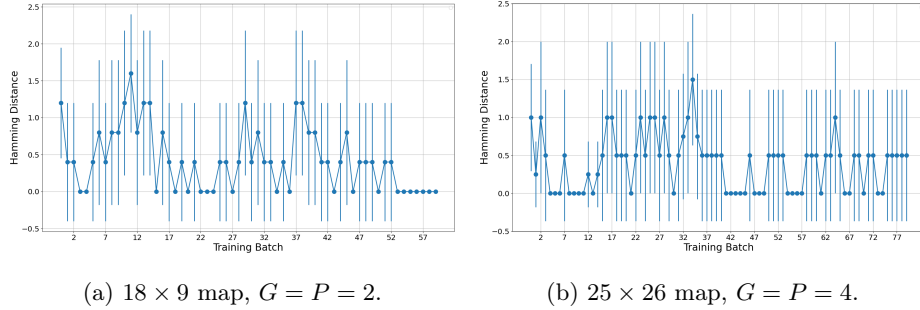 2.5
2.0
1.5
1.0
0.5
0.0
−0.5
Hamming Distance
2 7 12 17 22 27 32 37 42 47 52 57
Training Batch
(a) 18 × 9 map, G = P = 2.
2.5
2.0
1.5
1.0
0.5
0.0
−0.5
Hamming Distance
2 7 12 17 22 27 32 37 42 47 52 57 62 67 72 77
Training Batch
(b) 25 × 26 map, G = P = 4.